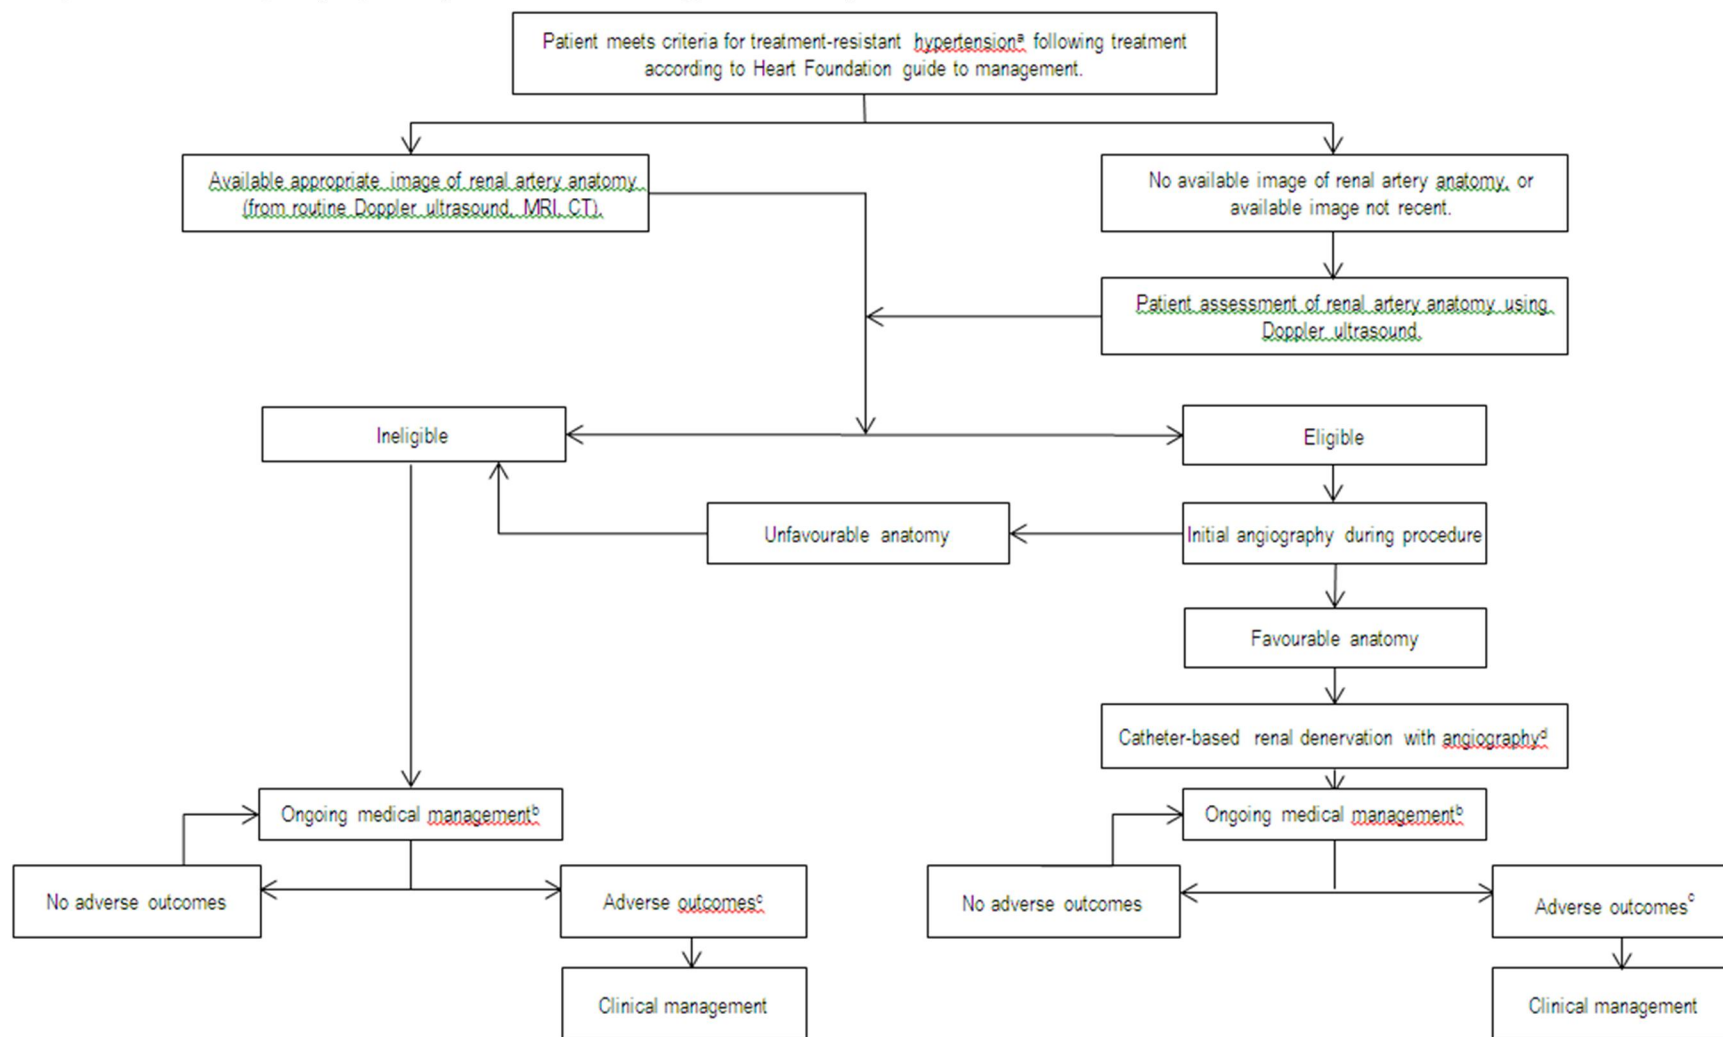 Patient meets criteria for treatment-resistant hypertensionᵃ following treatment
according to Heart Foundation guide to management.
Available appropriate image of renal artery anatomy
(from routine Doppler ultrasound, MRI, CT).
No available image of renal artery anatomy, or
available image not recent.
Patient assessment of renal artery anatomy using
Doppler ultrasound.
Ineligible
Eligible
Unfavourable anatomy
Initial angiography during procedure
Favourable anatomy
Catheter-based renal denervation with angiographyᵈ
Ongoing medical managementᵇ
Ongoing medical managementᵇ
No adverse outcomes
Adverse outcomesᶜ
No adverse outcomes
Adverse outcomesᶜ
Clinical management
Clinical management